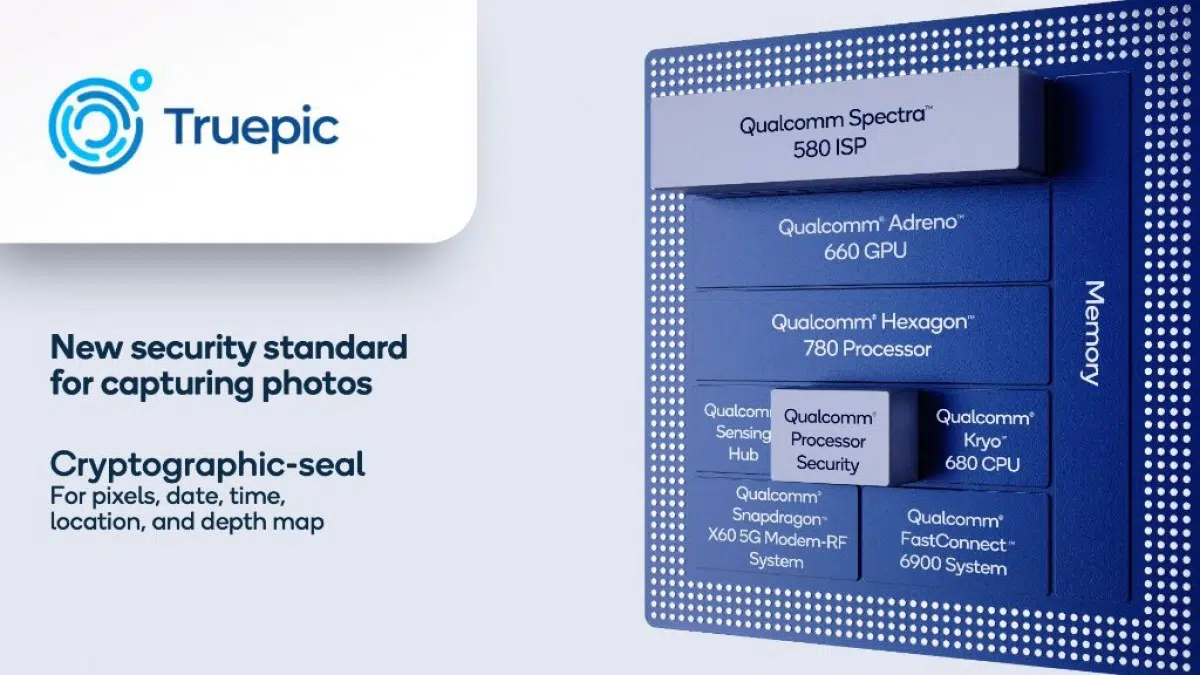 Truepic
New security standard
for capturing photos
Cryptographic-seal
For pixels, date, time,
location, and depth map
Qualcomm Spectra™
580 ISP
Qualcomm® Adreno™
660 GPU
Qualcomm® Hexagon™
780 Processor
Memory
Qualcom
Sensing
Hub
Qualcomm®
Processor
Security
Qualcomm®
Kryo™
680 CPU
Qualcomm®
Snapdragon™
X60 5G Modem-RF
System
Qualcomm®
FastConnect™
6900 System